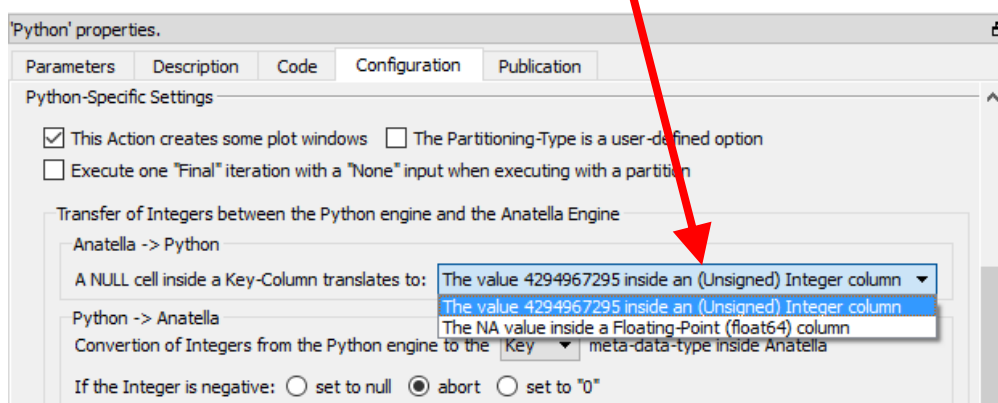 'Python' properties.
Parameters Description Code Configuration Publication
Python-Specific Settings
This Action creates some plot windows The Partitioning-Type is a user-defined option
Execute one "Final" iteration with a "None" input when executing with a partition
Transfer of Integers between the Python engine and the Anatella Engine
Anatella -> Python
A NULL cell inside a Key-Column translates to: The value 4294967295 inside an (Unsigned) Integer column
The value 4294967295 inside an (Unsigned) Integer column
The NA value inside a Floating-Point (float64) column
Python -> Anatella
Convertion of Integers from the Python engine to the Key meta-data-type inside Anatella
If the Integer is negative: set to null abort set to "0"